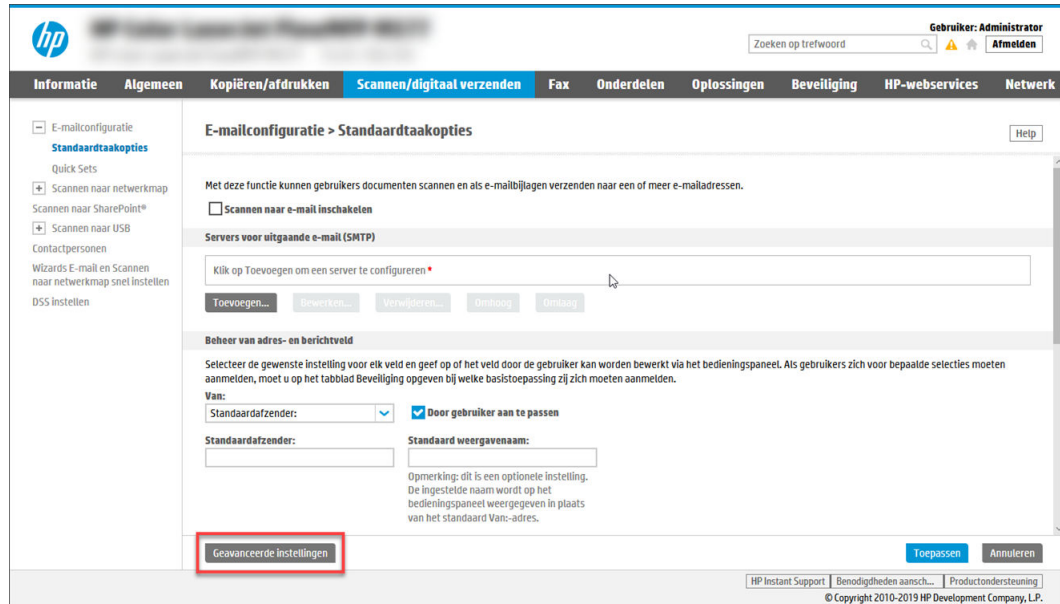 hp
Gebruiker: Administrator
Zoeken op trefwoord
Afmelden
Informatie Algemeen Kopiëren/afdrukken Scannen/digitaal verzenden Fax Onderdelen Oplossingen Beveiliging HP-webservices Netwerk
E-mailconfiguratie
Standaardtaakopties
Quick Sets
Scannen naar netwerkmap
Scannen naar SharePoint®
Scannen naar USB
Contactpersonen
Wizards E-mail en Scannen
naar netwerkmap snel instellen
DSS instellen
E-mailconfiguratie > Standaardtaakopties
Help
Met deze functie kunnen gebruikers documenten scannen en als e-mailbijlagen verzenden naar een of meer e-mailadressen.
Scannen naar e-mail inschakelen
Servers voor uitgaande e-mail (SMTP)
Klik op Toevoegen om een server te configureren *
Toevoegen... Bewerken... Verwijderen... Omhoog Omlaag
Beheer van adres- en berichtveld
Selecteer de gewenste instelling voor elk veld en geef op of het veld door de gebruiker kan worden bewerkt via het bedieningspaneel. Als gebruikers zich voor bepaalde selecties moeten
aanmelden, moet u op het tabblad Beveiliging opgeven bij welke basistoepassing zij zich moeten aanmelden.
Van:
Standaardafzender: Door gebruiker aan te passen
Standaardafzender: Standaard weergavenaam:
Opmerking: dit is een optionele instelling.
De ingestelde naam wordt op het
bedieningspaneel weergegeven in plaats
van het standaard Van:-adres.
Geavanceerde instellingen Toepassen Annuleren
HP Instant Support Benodigdheden aansch... Productondersteuning
© Copyright 2010-2019 HP Development Company, L.P.